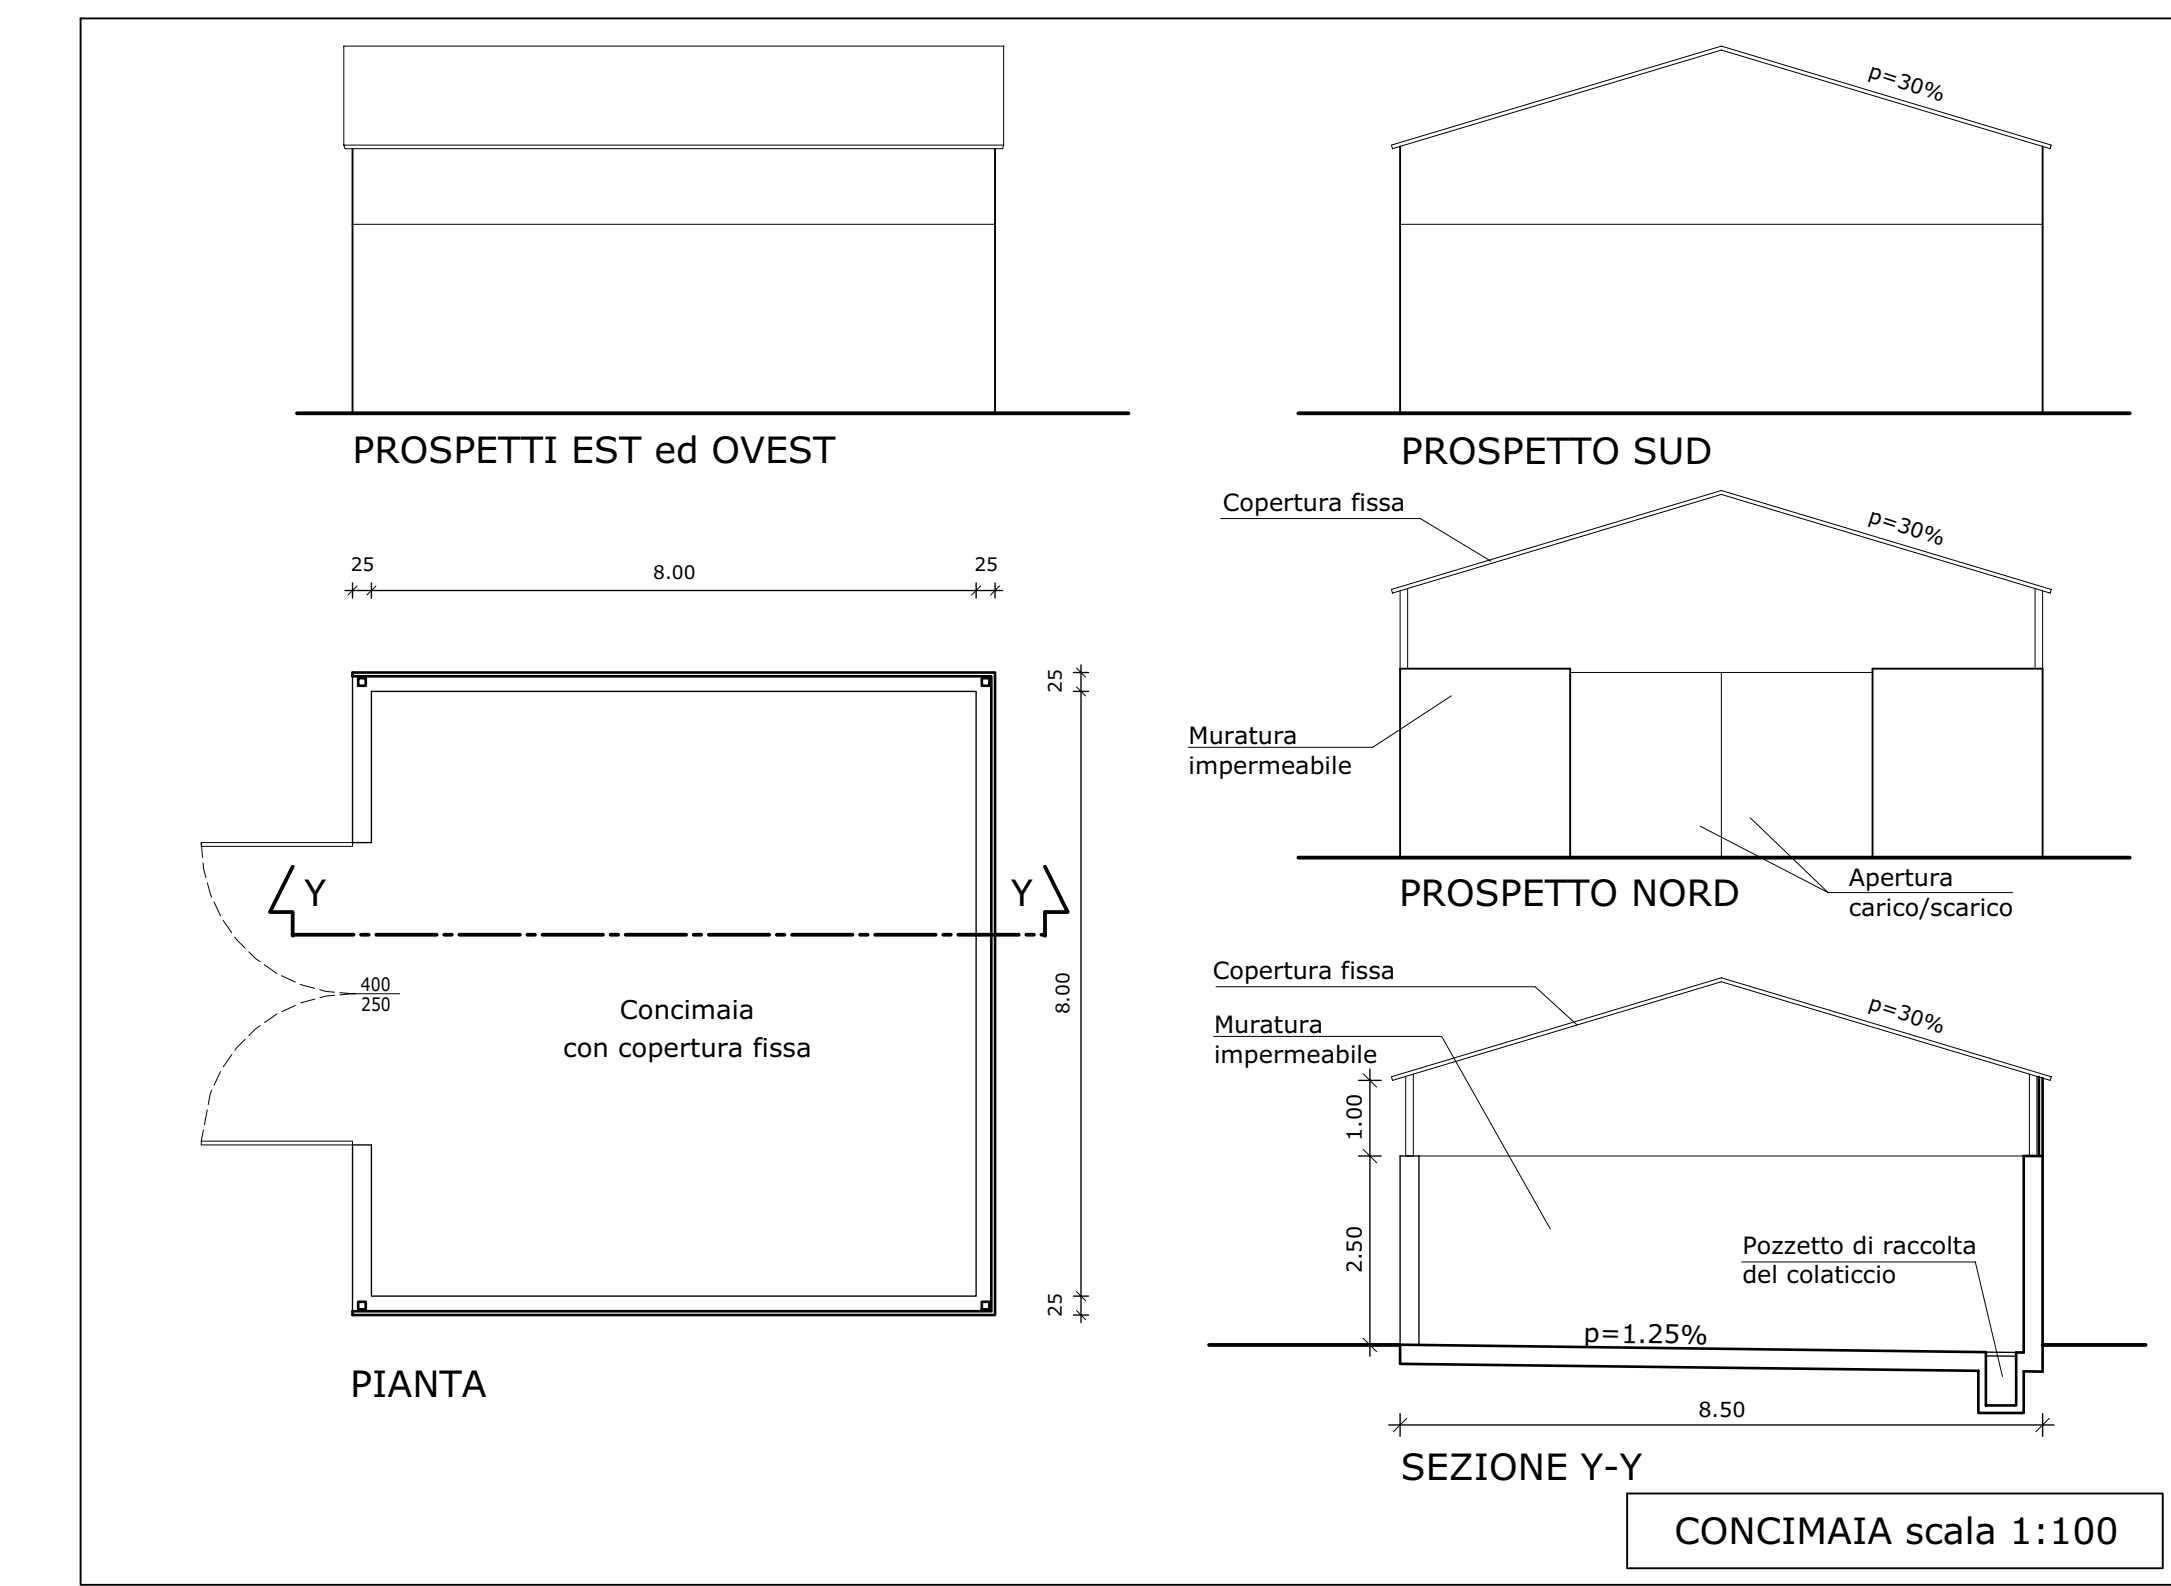 p=30%
PROSPETTI EST ed OVEST
PROSPETTO SUD
Copertura fissa
p=30%
25
8.00
25
25
Muratura
impermeabile
Y
Y
PROSPETTO NORD
Apertura
carico/scarico
400
250
8.00
Concimaia
con copertura fissa
Copertura fissa
p=30%
Muratura
impermeabile
1.00
2.50
Pozzetto di raccolta
del colaticcio
25
p=1.25%
PIANTA
8.50
SEZIONE Y-Y
CONCIMAIA scala 1:100